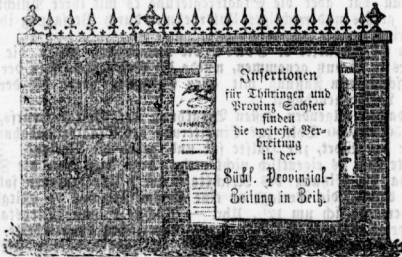 Insertionen
für Thüringen und
Provinz Sachsen
finden
die weiteste Ver-
breitung
in der
Sächs. Provinzial-
Zeitung in Zeitz.